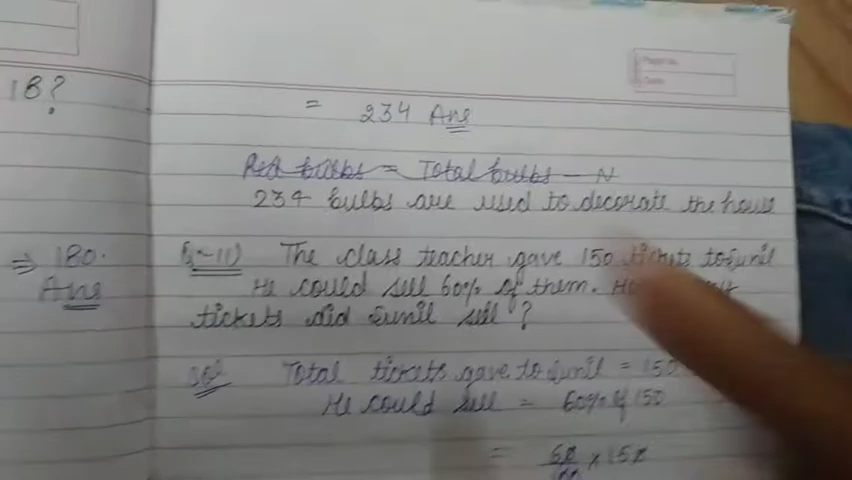 18?
= 234 Ans
Red bulbs = Total bulbs - N
234 bulbs are used to decorate the house
⇒ 180.
Ans
Q-11) The class teacher gave 150 tickets to Sunil
He could sell 60% of them.
tickets did Sunil sell?
Sol Total tickets gave to Sunil = 150
He could sell = 60% of 150
= 60/100 × 150